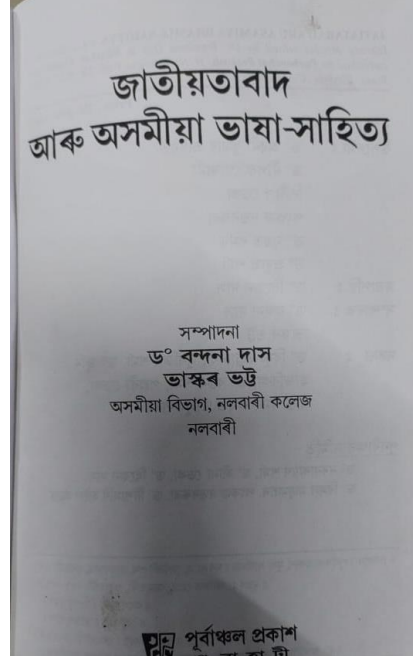 জাতীয়তাবাদ
আৰু অসমীয়া ভাষা-সাহিত্য
সম্পাদনা
ড° বন্দনা দাস
ভাস্কৰ ভট্ট
অসমীয়া বিভাগ, নলবাৰী কলেজ
নলবাৰী
পূৰ্বাঞ্চল প্ৰকাশ